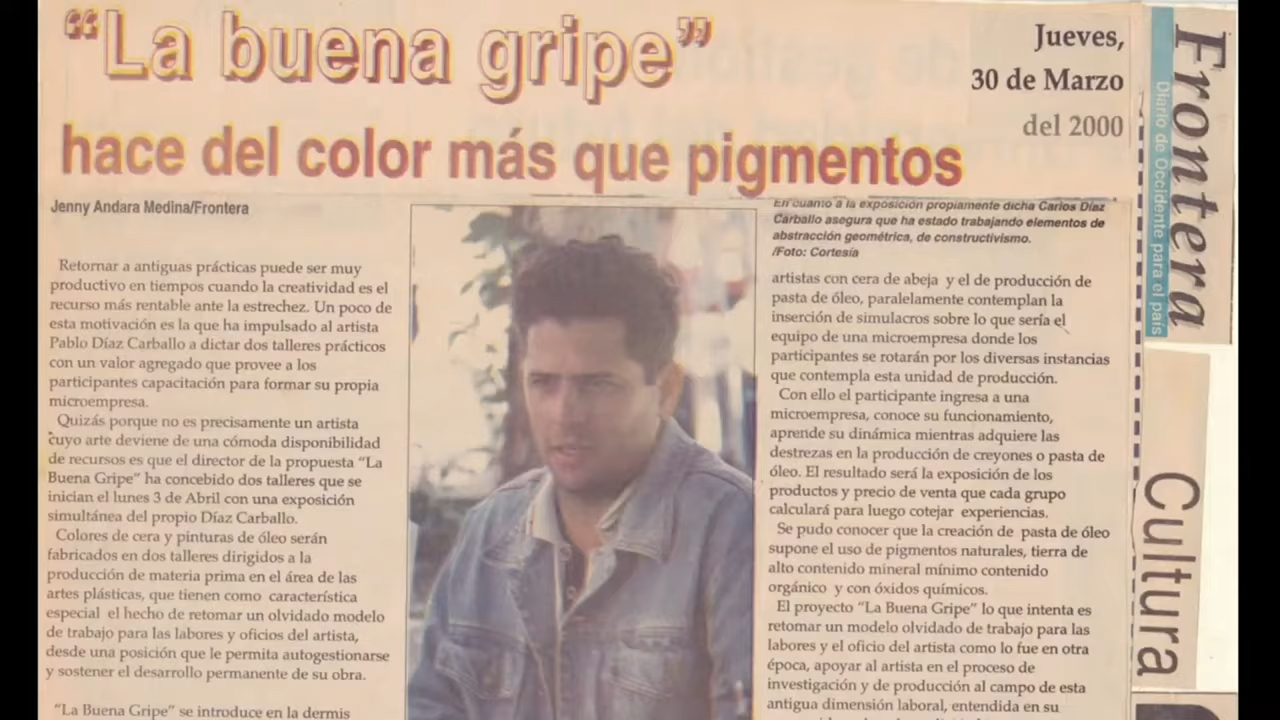 “La buena gripe”
hace del color más que pigmentos
Jueves,
30 de Marzo
del 2000
Frontera
Diario de Occidente para el país
Cultura
Jenny Andara Medina/Frontera
Retornar a antiguas prácticas puede ser muy
productivo en tiempos cuando la creatividad es el
recurso más rentable ante la estrechez. Un poco de
esta motivación es la que ha impulsado al artista
Pablo Díaz Carballo a dictar dos talleres prácticos
con un valor agregado que provee a los
participantes capacitación para formar su propia
microempresa.
Quizás porque no es precisamente un artista
cuyo arte deviene de una cómoda disponibilidad
de recursos es que el director de la propuesta “La
Buena Gripe” ha concebido dos talleres que se
inician el lunes 3 de Abril con una exposición
simultánea del propio Díaz Carballo.
Colores de cera y pinturas de óleo serán
fabricados en dos talleres dirigidos a la
producción de materia prima en el área de las
artes plásticas, que tienen como característica
especial el hecho de retomar un olvidado modelo
de trabajo para las labores y oficios del artista,
desde una posición que le permita autogestionarse
y sostener el desarrollo permanente de su obra.
“La Buena Gripe” se introduce en la dermis
En cuanto a la exposición propiamente dicha Carlos Díaz
Carballo asegura que ha estado trabajando elementos de
abstracción geométrica, de constructivismo.
/Foto: Cortesía
artistas con cera de abeja y el de producción de
pasta de óleo, paralelamente contemplan la
inserción de simulacros sobre lo que sería el
equipo de una microempresa donde los
participantes se rotarán por los diversas instancias
que contempla esta unidad de producción.
Con ello el participante ingresa a una
microempresa, conoce su funcionamiento,
aprende su dinámica mientras adquiere las
destrezas en la producción de creyones o pasta de
óleo. El resultado será la exposición de los
productos y precio de venta que cada grupo
calculará para luego cotejar experiencias.
Se pudo conocer que la creación de pasta de óleo
supone el uso de pigmentos naturales, tierra de
alto contenido mineral mínimo contenido
orgánico y con óxidos químicos.
El proyecto “La Buena Gripe” lo que intenta es
retomar un modelo olvidado de trabajo para las
labores y el oficio del artista como lo fue en otra
época, apoyar al artista en el proceso de
investigación y de producción al campo de esta
antigua dimensión laboral, entendida en su